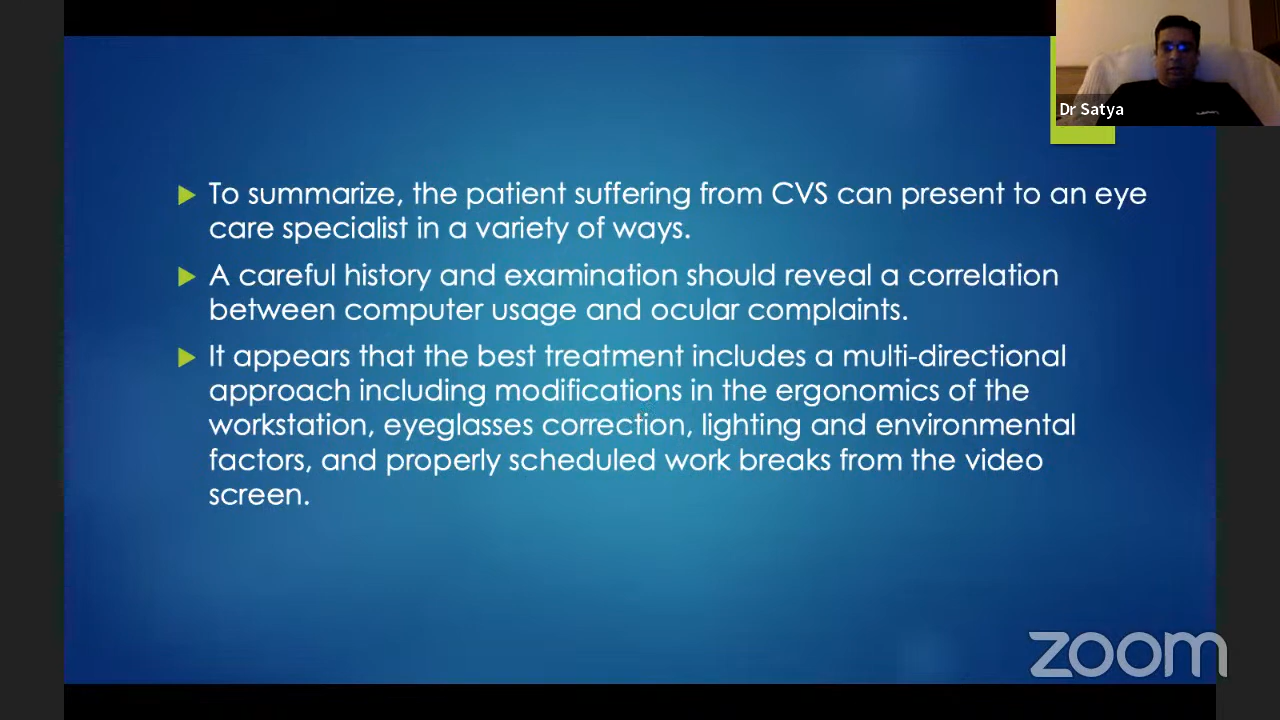 Dr Satya
To summarize, the patient suffering from CVS can present to an eye
care specialist in a variety of ways.
A careful history and examination should reveal a correlation
between computer usage and ocular complaints.
It appears that the best treatment includes a multi-directional
approach including modifications in the ergonomics of the
workstation, eyeglasses correction, lighting and environmental
factors, and properly scheduled work breaks from the video
screen.
zoom